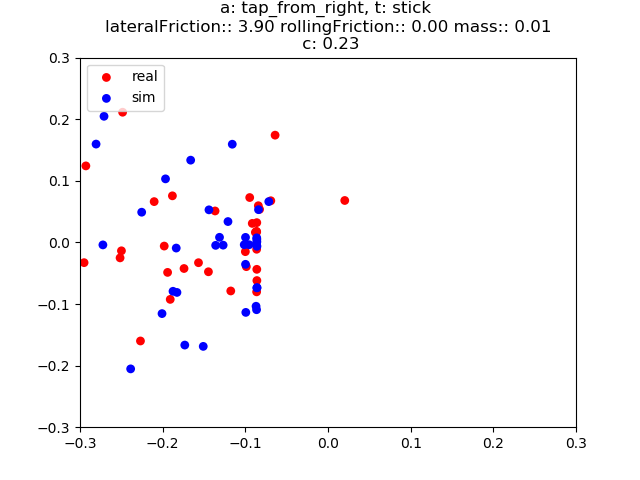 a: tap_from_right, t: stick
lateralFriction:: 3.90 rollingFriction:: 0.00 mass:: 0.01
c: 0.23
real
sim
0.3
0.2
0.1
0.0
−0.1
−0.2
−0.3
−0.3 −0.2 −0.1 0.0 0.1 0.2 0.3